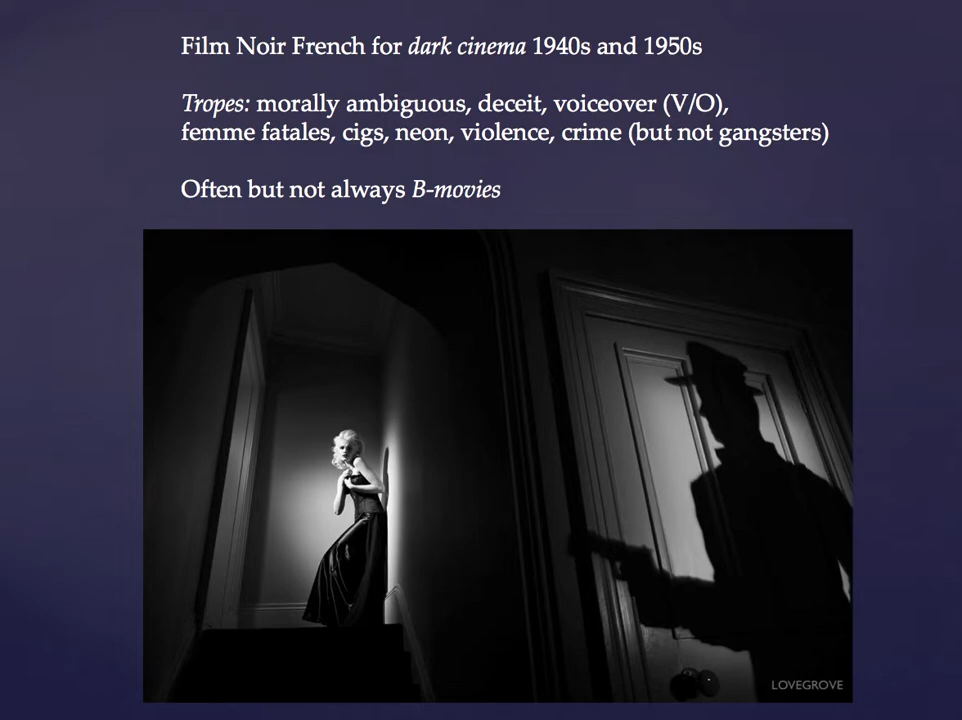 Film Noir French for dark cinema 1940s and 1950s
Tropes: morally ambiguous, deceit, voiceover (V/O),
femme fatales, cigs, neon, violence, crime (but not gangsters)
Often but not always B-movies
LOVEGROVE